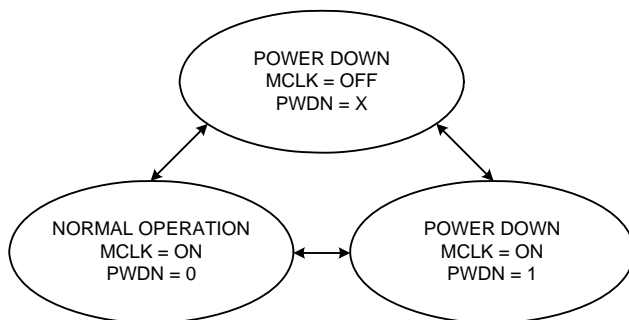 POWER DOWN
MCLK = OFF
PWDN = X
NORMAL OPERATION
MCLK = ON
PWDN = 0
POWER DOWN
MCLK = ON
PWDN = 1